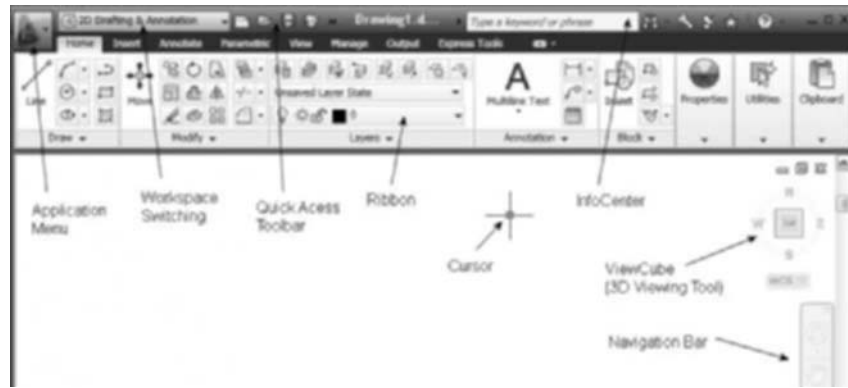 2D Drafting & Annotation
Drawing1.d...
Type a keyword or phrase
Home Insert Annotate Parametric View Manage Output Express Tools
Line
Move
Unsaved Layer State
0
A
Multiline Text
Insert
Properties
Utilities
Clipboard
Draw
Modify
Layers
Annotation
Block
Application
Menu
Workspace
Switching
Quick Acess
Toolbar
Ribbon
Cursor
InfoCenter
N
W
E
S
ViewCube
(3D Viewing Tool)
WCS
Navigation Bar